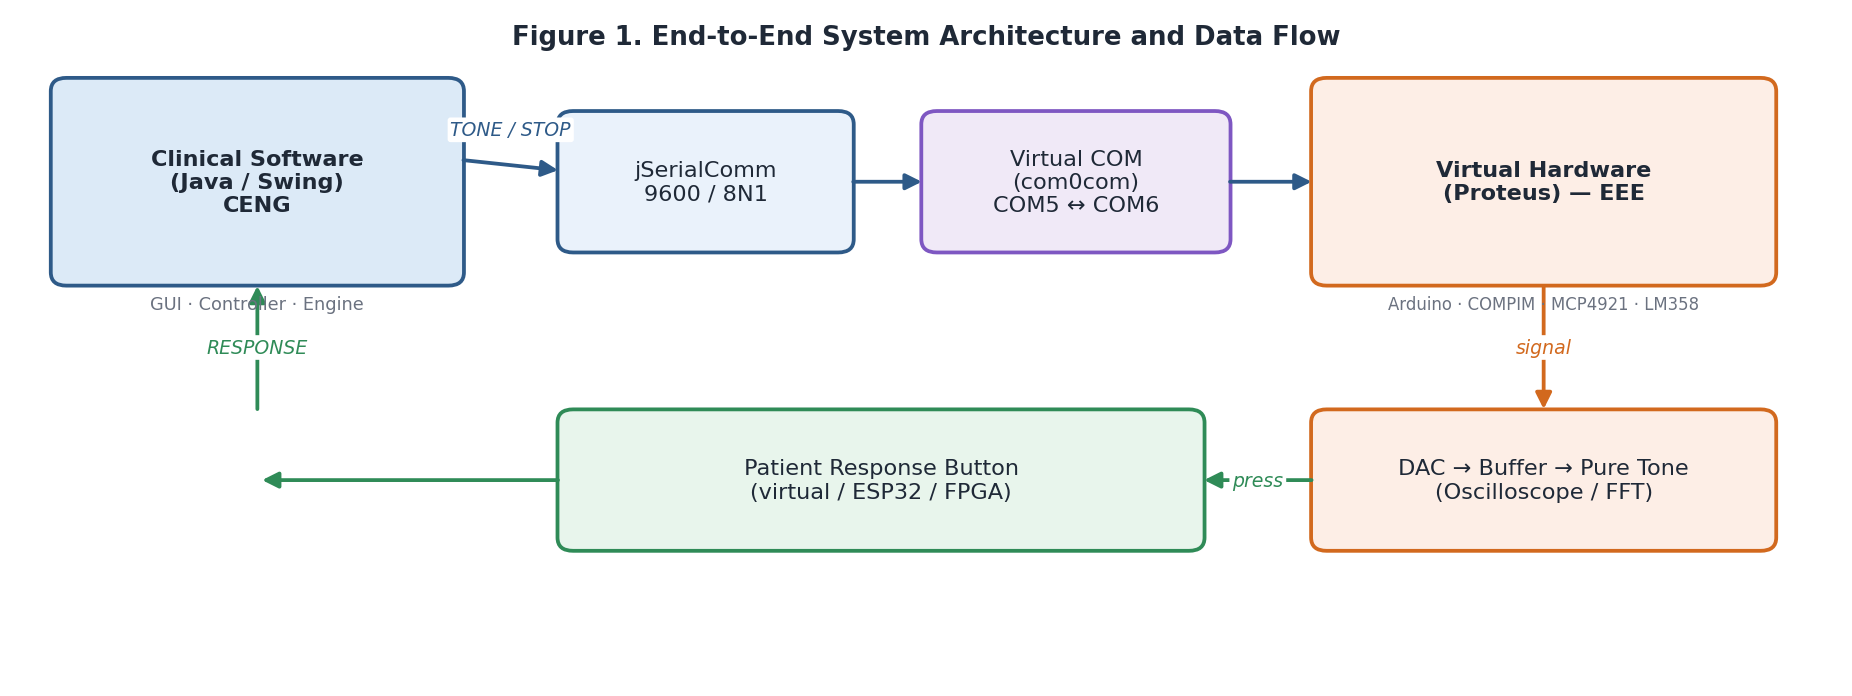 Figure 1. End-to-End System Architecture and Data Flow
Clinical Software
(Java / Swing)
CENG
TONE / STOP
jSerialComm
9600 / 8N1
Virtual COM
(com0com)
COM5 ↔ COM6
Virtual Hardware
(Proteus) — EEE
GUI · Controller · Engine
Arduino · COMPIM · MCP4921 · LM358
RESPONSE
signal
Patient Response Button
(virtual / ESP32 / FPGA)
press
DAC → Buffer → Pure Tone
(Oscilloscope / FFT)